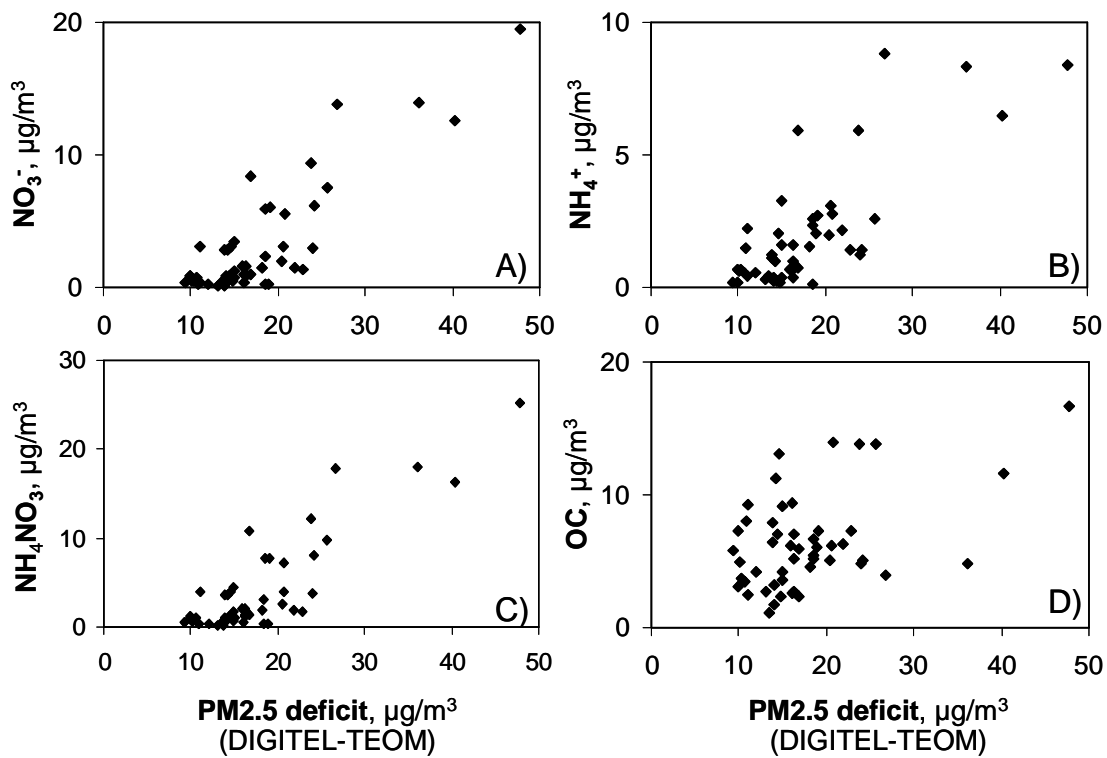 20
10
0
NO₃⁻, µg/m³
A)
0 10 20 30 40 50
10
5
0
NH₄⁺, µg/m³
B)
0 10 20 30 40 50
30
20
10
0
NH₄NO₃, µg/m³
C)
0 10 20 30 40 50
PM2.5 deficit, µg/m³
(DIGITEL-TEOM)
20
10
0
OC, µg/m³
D)
0 10 20 30 40 50
PM2.5 deficit, µg/m³
(DIGITEL-TEOM)